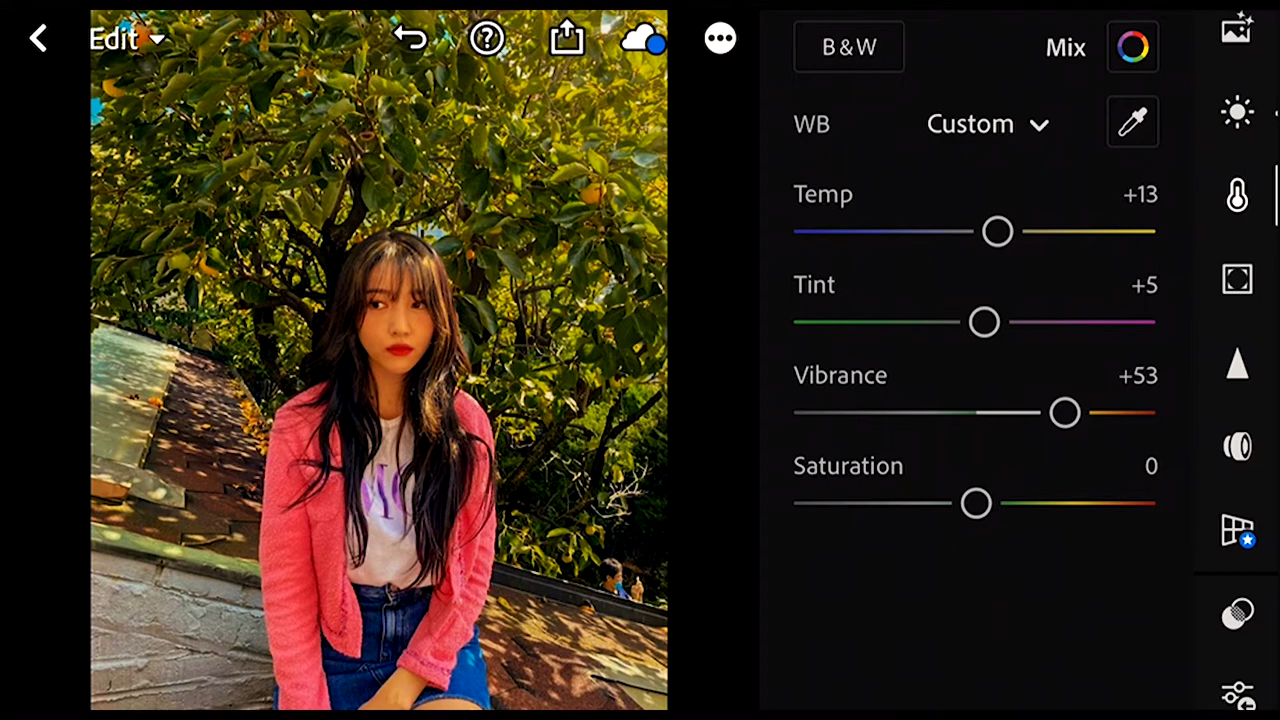 Edit
B&W
Mix
WB
Custom
Temp
+13
Tint
+5
Vibrance
+53
Saturation
0